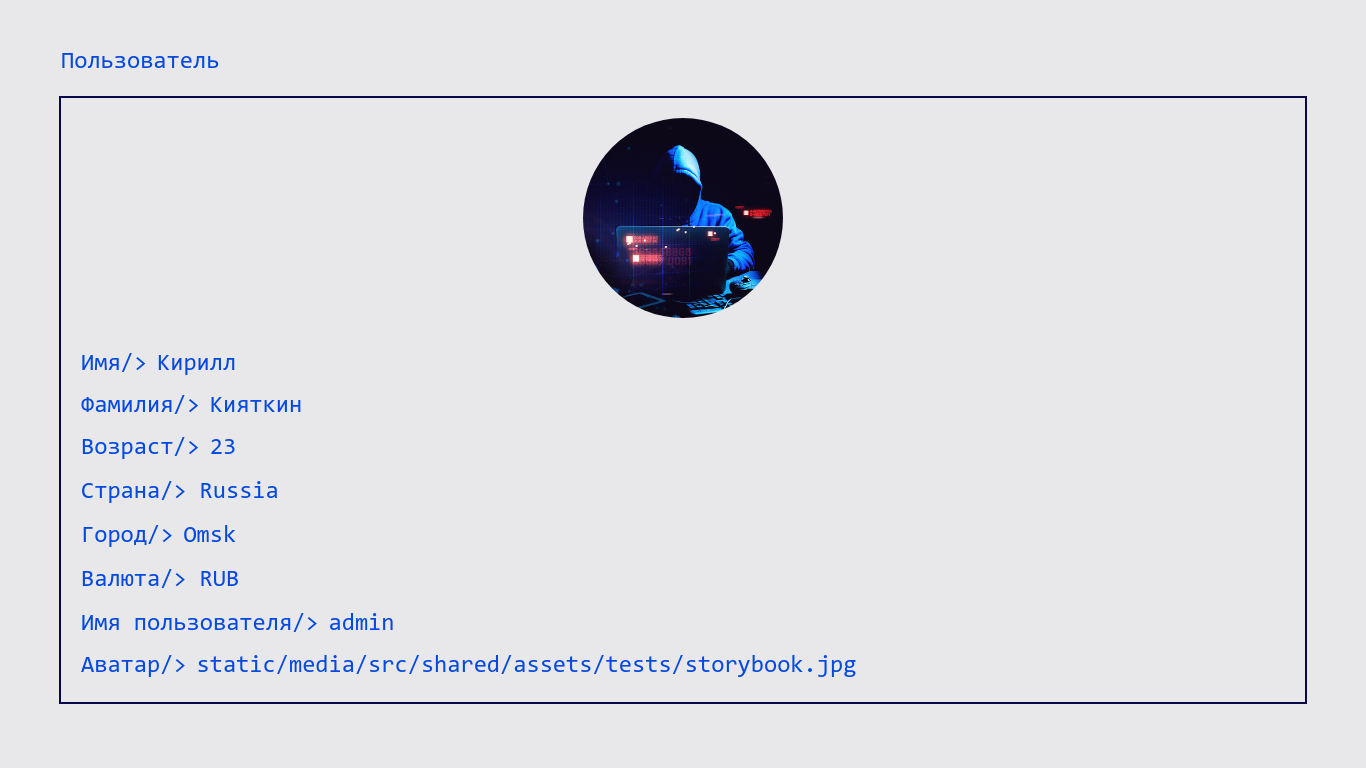 Пользователь
Имя/> Кирилл
Фамилия/> Кияткин
Возраст/> 23
Страна/> Russia
Город/> Omsk
Валюта/> RUB
Имя пользователя/> admin
Аватар/> static/media/src/shared/assets/tests/storybook.jpg